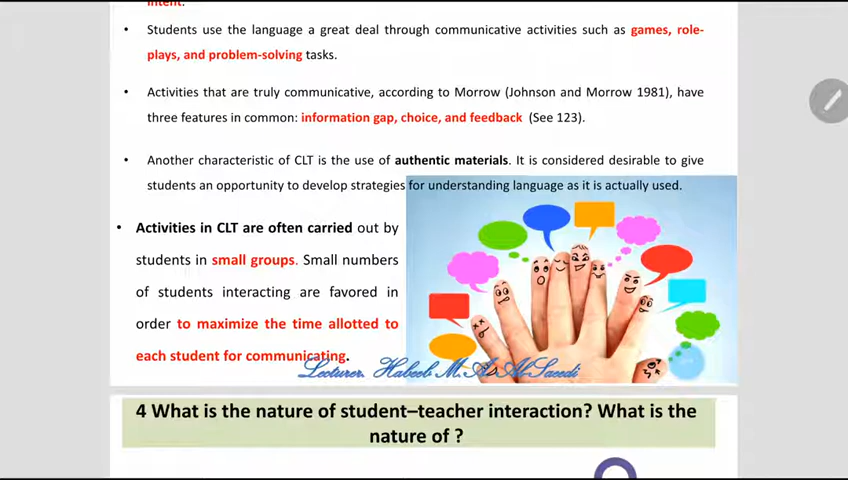 intent.
• Students use the language a great deal through communicative activities such as games, role-
plays, and problem-solving tasks.
• Activities that are truly communicative, according to Morrow (Johnson and Morrow 1981), have
three features in common: information gap, choice, and feedback (See 123).
• Another characteristic of CLT is the use of authentic materials. It is considered desirable to give
students an opportunity to develop strategies for understanding language as it is actually used.
• Activities in CLT are often carried out by
students in small groups. Small numbers
of students interacting are favored in
order to maximize the time allotted to
each student for communicating.
Lecturer. Habeeb M. A. Al-Saeedi
4 What is the nature of student–teacher interaction? What is the
nature of ?